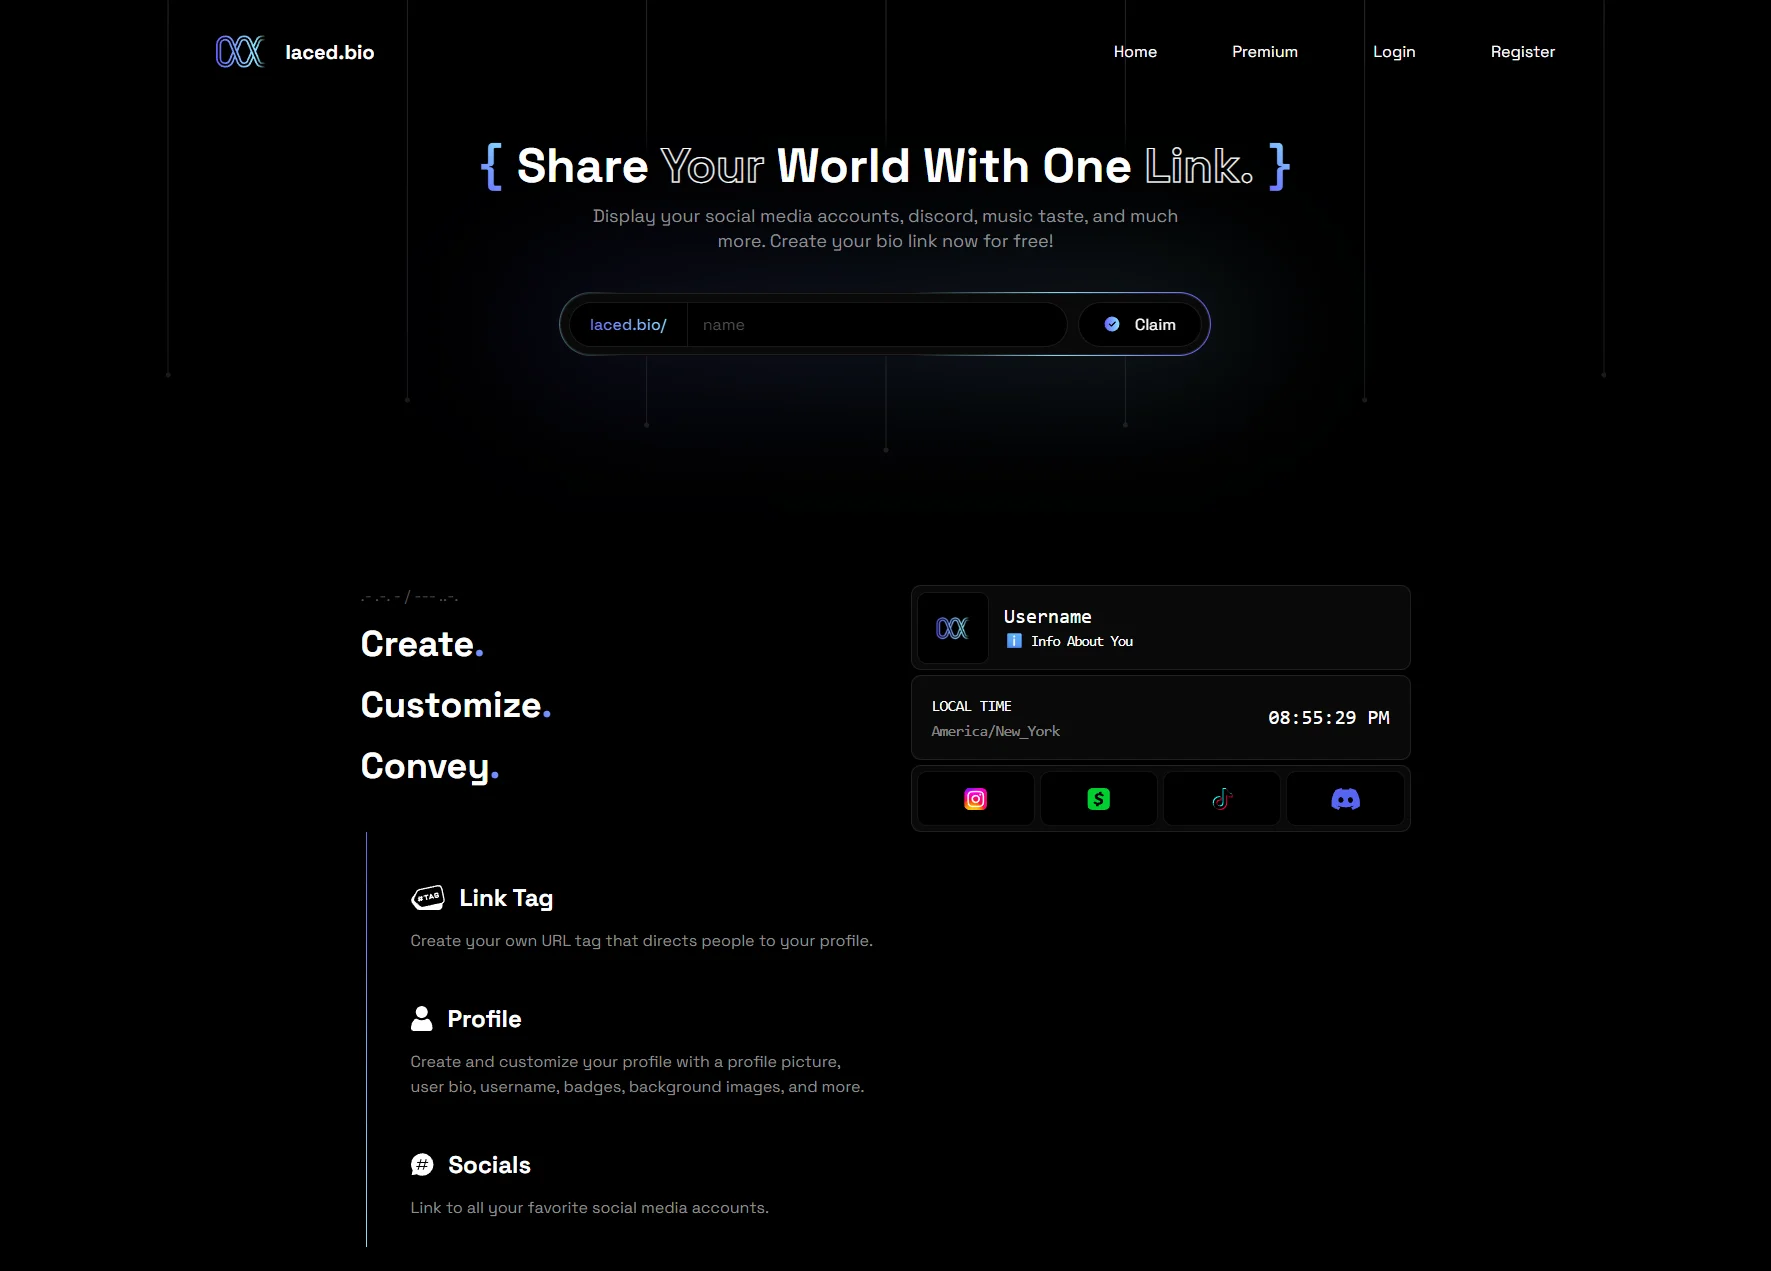 laced.bio
Home
Premium
Login
Register
{ Share Your World With One Link. }
Display your social media accounts, discord, music taste, and much
more. Create your bio link now for free!
laced.bio/
name
Claim
.- .-. - / --- ..-.
Create.
Customize.
Convey.
Username
ℹ️ Info About You
LOCAL TIME
America/New_York
08:55:29 PM
#TAG
Link Tag
Create your own URL tag that directs people to your profile.
Profile
Create and customize your profile with a profile picture,
user bio, username, badges, background images, and more.
Socials
Link to all your favorite social media accounts.